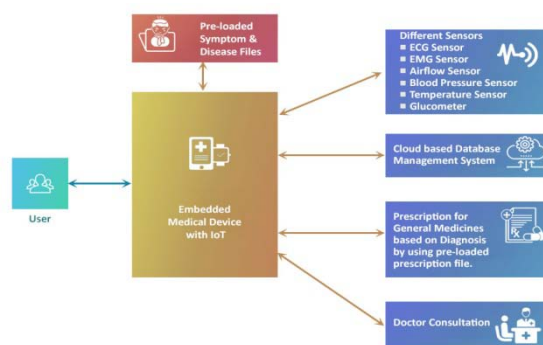 Pre-loaded
Symptom &
Disease Files
Different Sensors
ECG Sensor
EMG Sensor
Airflow Sensor
Blood Pressure Sensor
Temperature Sensor
Glucometer
Cloud based Database
Management System
User
Embedded
Medical Device
with IoT
Prescription for
General Medicines
based on Diagnosis
by using pre-loaded
prescription file.
Rx
Doctor Consultation